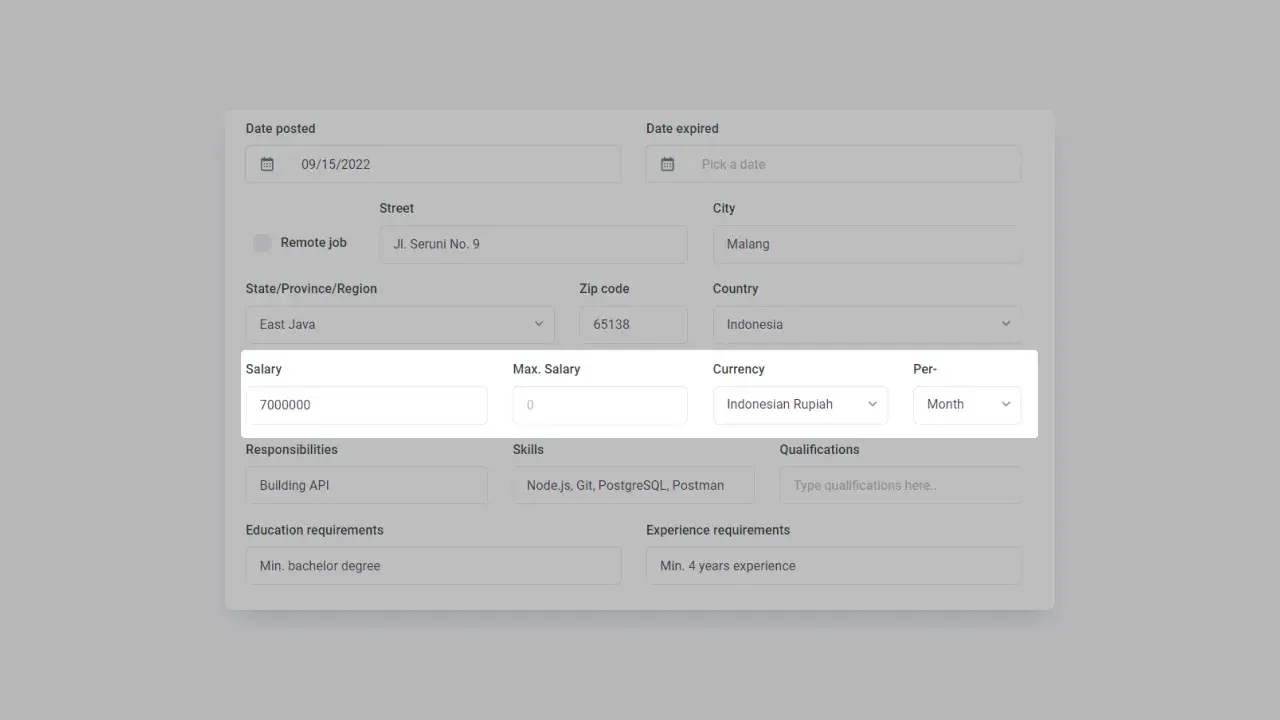 Date posted Date expired
09/15/2022 Pick a date
Street City
Remote job Jl. Seruni No. 9 Malang
State/Province/Region Zip code Country
East Java 65138 Indonesia
Salary Max. Salary Currency Per-
7000000 0 Indonesian Rupiah Month
Responsibilities Skills Qualifications
Building API Node.js, Git, PostgreSQL, Postman Type qualifications here..
Education requirements Experience requirements
Min. bachelor degree Min. 4 years experience